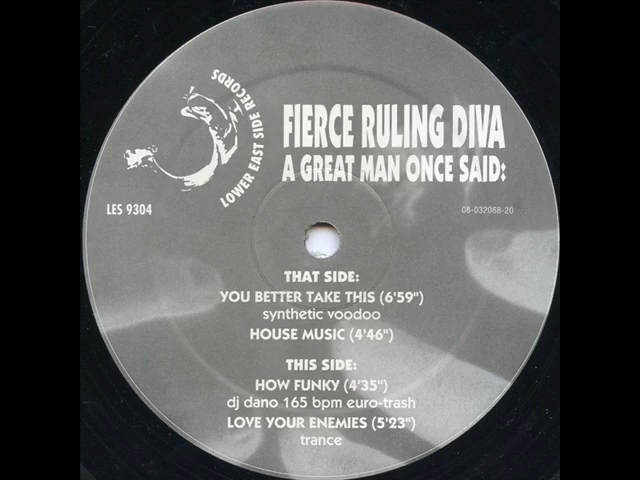 LOWER EAST SIDE RECORDS
FIERCE RULING DIVA
A GREAT MAN ONCE SAID:
LES 9304
08-032068-20
THAT SIDE:
YOU BETTER TAKE THIS (6'59")
synthetic voodoo
HOUSE MUSIC (4'46")
THIS SIDE:
HOW FUNKY (4'35")
dj dano 165 bpm euro-trash
LOVE YOUR ENEMIES (5'23")
trance